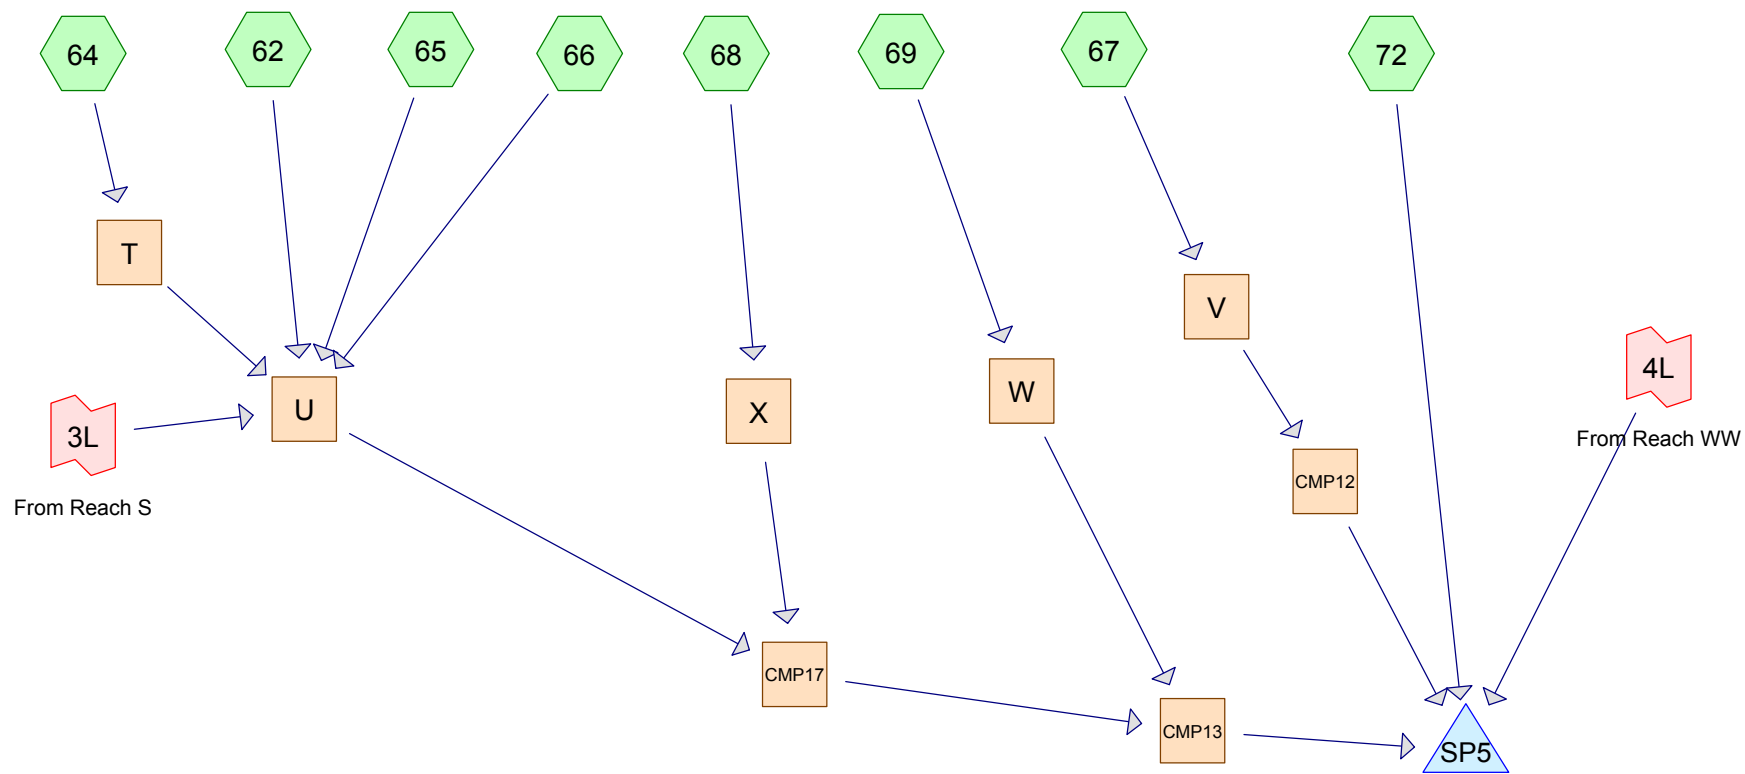 64
62
65
66
68
69
67
72
T
V
4L
U
X
W
3L
From Reach WW
CMP12
From Reach S
CMP17
CMP13
SP5